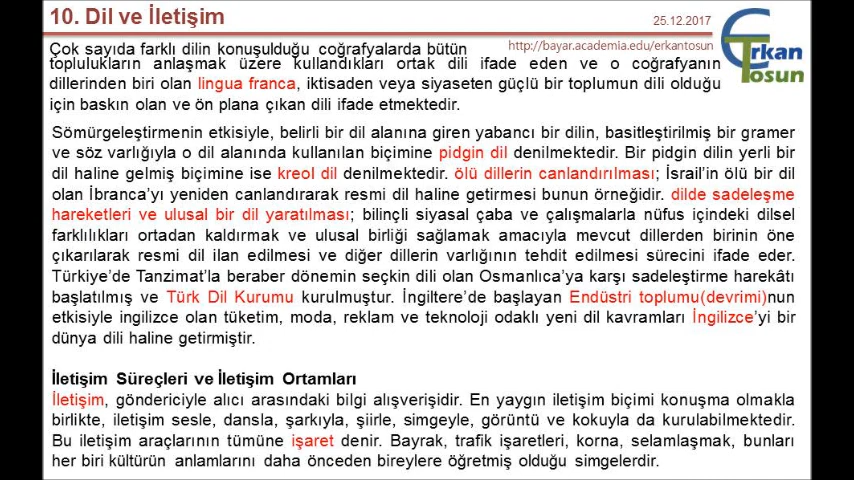 10. Dil ve İletişim
25.12.2017
Çok sayıda farklı dilin konuşulduğu coğrafyalarda bütün
http://bayar.academia.edu/erkantosun
Erkan
Tosun
toplulukların anlaşmak üzere kullandıkları ortak dili ifade eden ve o coğrafyanın
dillerinden biri olan lingua franca, iktisaden veya siyaseten güçlü bir toplumun dili olduğu
için baskın olan ve ön plana çıkan dili ifade etmektedir.
Sömürgeleştirmenin etkisiyle, belirli bir dil alanına giren yabancı bir dilin, basitleştirilmiş bir gramer
ve söz varlığıyla o dil alanında kullanılan biçimine pidgin dil denilmektedir. Bir pidgin dilin yerli bir
dil haline gelmiş biçimine ise kreol dil denilmektedir. ölü dillerin canlandırılması; İsrail'in ölü bir dil
olan İbranca'yı yeniden canlandırarak resmi dil haline getirmesi bunun örneğidir. dilde sadeleşme
hareketleri ve ulusal bir dil yaratılması; bilinçli siyasal çaba ve çalışmalarla nüfus içindeki dilsel
farklılıkları ortadan kaldırmak ve ulusal birliği sağlamak amacıyla mevcut dillerden birinin öne
çıkarılarak resmi dil ilan edilmesi ve diğer dillerin varlığının tehdit edilmesi sürecini ifade eder.
Türkiye'de Tanzimat'la beraber dönemin seçkin dili olan Osmanlıca'ya karşı sadeleştirme harekâtı
başlatılmış ve Türk Dil Kurumu kurulmuştur. İngiltere'de başlayan Endüstri toplumu(devrimi)nun
etkisiyle ingilizce olan tüketim, moda, reklam ve teknoloji odaklı yeni dil kavramları İngilizce'yi bir
dünya dili haline getirmiştir.
İletişim Süreçleri ve İletişim Ortamları
İletişim, göndericiyle alıcı arasındaki bilgi alışverişidir. En yaygın iletişim biçimi konuşma olmakla
birlikte, iletişim sesle, dansla, şarkıyla, şiirle, simgeyle, görüntü ve kokuyla da kurulabilmektedir.
Bu iletişim araçlarının tümüne işaret denir. Bayrak, trafik işaretleri, korna, selamlaşmak, bunları
her biri kültürün anlamlarını daha önceden bireylere öğretmiş olduğu simgelerdir.